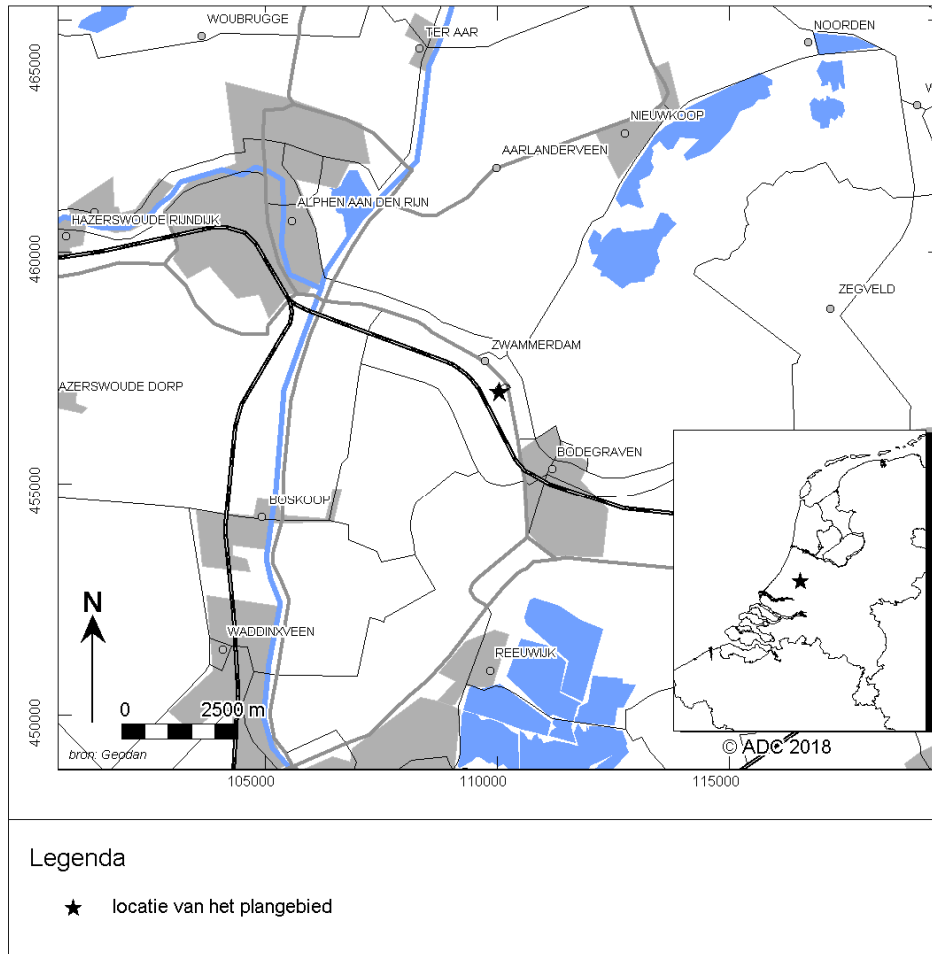 WOUBRUGGE
TER AAR
NOORDEN
W
465000
NIEUWKOOP
AARLANDERVEEN
ALPHEN AAN DEN RIJN
HAZERSWOUDE RIJNDIJK
460000
ZEGVELD
ZWAMMERDAM
AZERSWOUDE DORP
BODEGRAVEN
455000
BOSKOOP
N
WADDINXVEEN
REEUWIJK
0 2500 m
450000
bron: Geodan
© ADC 2018
105000 110000 115000
Legenda
locatie van het plangebied